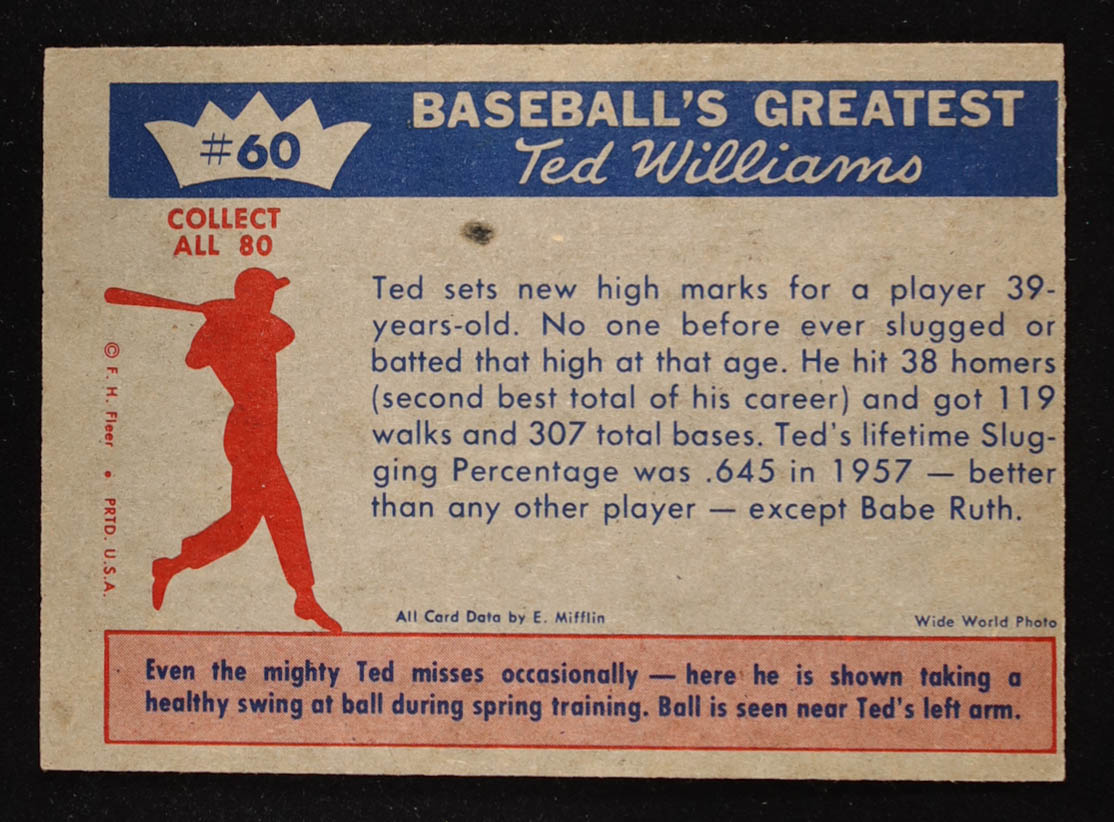 #60
BASEBALL'S GREATEST
Ted Williams
COLLECT
ALL 80
Ted sets new high marks for a player 39-
years-old. No one before ever slugged or
batted that high at that age. He hit 38 homers
(second best total of his career) and got 119
walks and 307 total bases. Ted's lifetime Slug-
ging Percentage was .645 in 1957 — better
than any other player — except Babe Ruth.
© F. H. Fleer • PRTD. U.S.A.
All Card Data by E. Mifflin
Wide World Photo
Even the mighty Ted misses occasionally — here he is shown taking a
healthy swing at ball during spring training. Ball is seen near Ted's left arm.